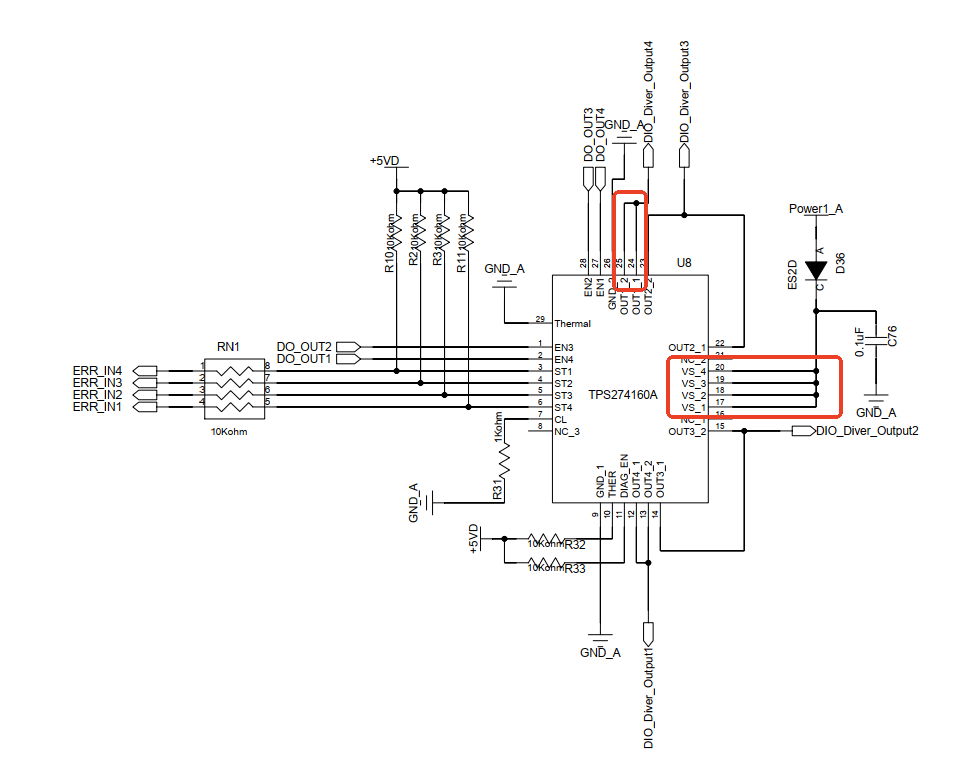 DIO_Diver_Output4
DIO_Diver_Output3
DO_OUT3
DO_OUT4
GND_A
+5VD
R10
10Kohm
R2
10Kohm
R3
10Kohm
R11
10Kohm
GND_A
28
27
26
25
24
23
U8
EN2
EN1
OUT1_2
OUT1_1
OUT2_2
Power1_A
A
ES2D
D36
C
0.1uF
C76
GND_A
29
Thermal
RN1
DO_OUT2
DO_OUT1
1
2
EN3
EN4
OUT2_1
22
21
NC_2
ERR_IN4
ERR_IN3
ERR_IN2
ERR_IN1
1
2
3
4
8
7
6
5
10Kohm
3
4
5
6
7
8
ST1
ST2
ST3
ST4
CL
NC_3
TPS274160A
VS_4
VS_3
VS_2
VS_1
NC_1
OUT3_2
20
19
18
17
16
15
DIO_Diver_Output2
1Kohm
R31
GND_A
GND_1
THER
DIAG_EN
OUT4_1
OUT4_2
OUT3_1
9
10
11
12
13
14
+5VD
10Kohm
R32
10Kohm
R33
GND_A
DIO_Diver_Output1